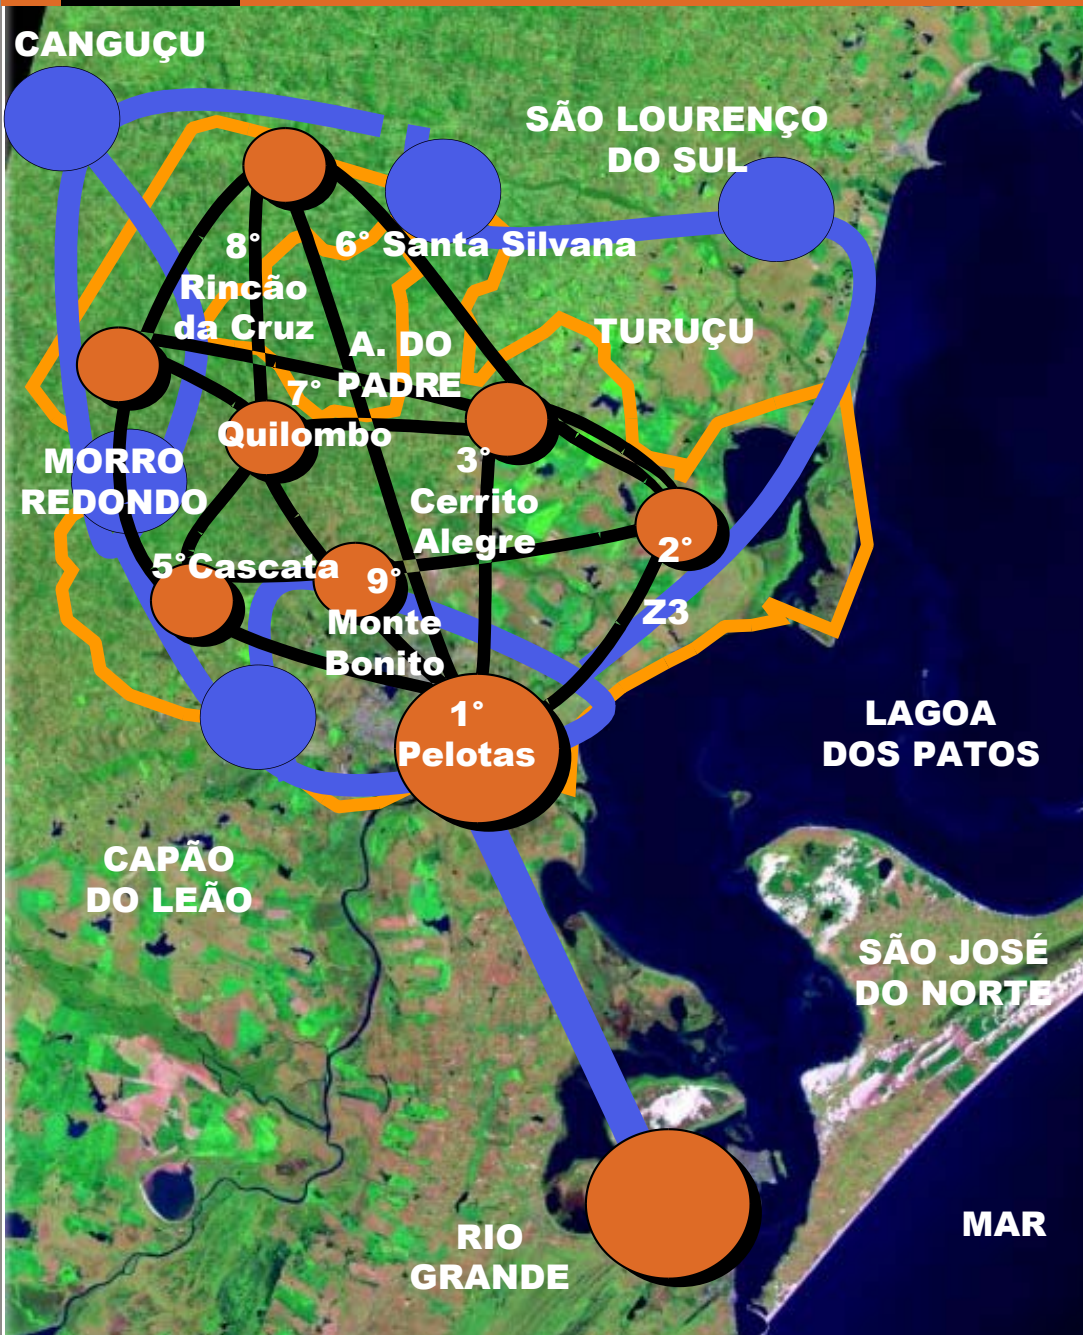 CANGUÇU
SÃO LOURENÇO
DO SUL
8°
Rincão
da Cruz
6° Santa Silvana
A. DO
PADRE
TURUÇU
7°
Quilombo
MORRO
REDONDO
3°
Cerrito
Alegre
2°
Z3
5°Cascata
9°
Monte
Bonito
1°
Pelotas
LAGOA
DOS PATOS
CAPÃO
DO LEÃO
SÃO JOSÉ
DO NORTE
RIO
GRANDE
MAR